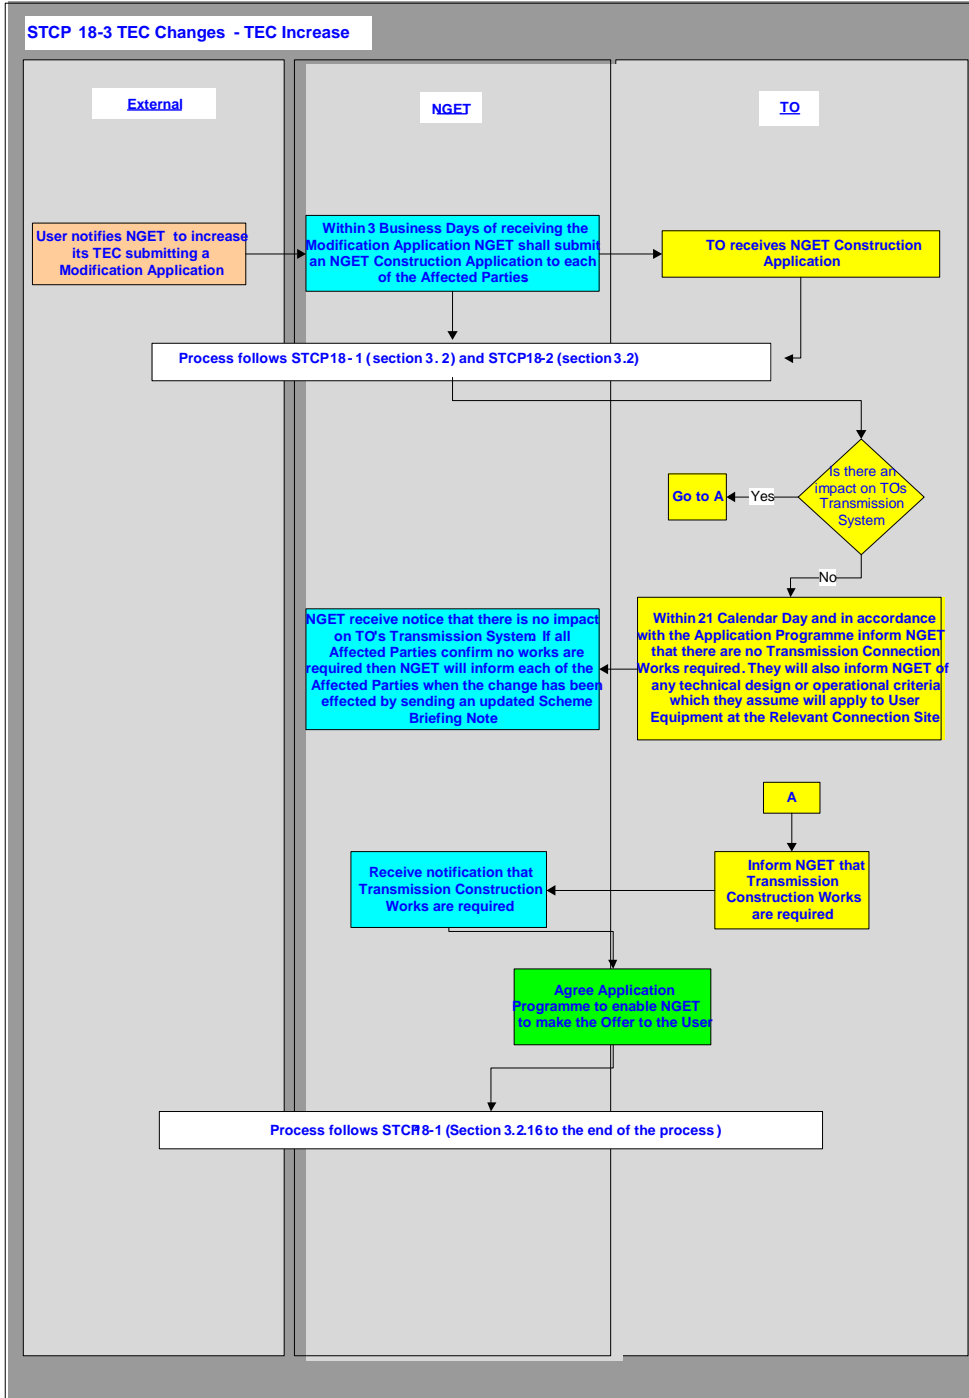 STCP 18-3 TEC Changes - TEC Increase
External
NGET
TO
User notifies NGET to increase
its TEC submitting a
Modification Application
Within 3 Business Days of receiving the
Modification Application NGET shall submit
an NGET Construction Application to each
of the Affected Parties
TO receives NGET Construction
Application
Process follows STCP18-1 (section 3.2) and STCP18-2 (section 3.2)
Is there an
impact on TOs
Transmission
System
Yes
Go to A
No
NGET receive notice that there is no impact
on TO's Transmission System. If all
Affected Parties confirm no works are
required then NGET will inform each of the
Affected Parties when the change has been
effected by sending an updated Scheme
Briefing Note
Within 21 Calendar Day and in accordance
with the Application Programme inform NGET
that there are no Transmission Connection
Works required. They will also inform NGET of
any technical design or operational criteria
which they assume will apply to User
Equipment at the Relevant Connection Site
A
Receive notification that
Transmission Construction
Works are required
Inform NGET that
Transmission
Construction Works
are required
Agree Application
Programme to enable NGET
to make the Offer to the User
Process follows STCP18-1 (Section 3.2.16 to the end of the process)